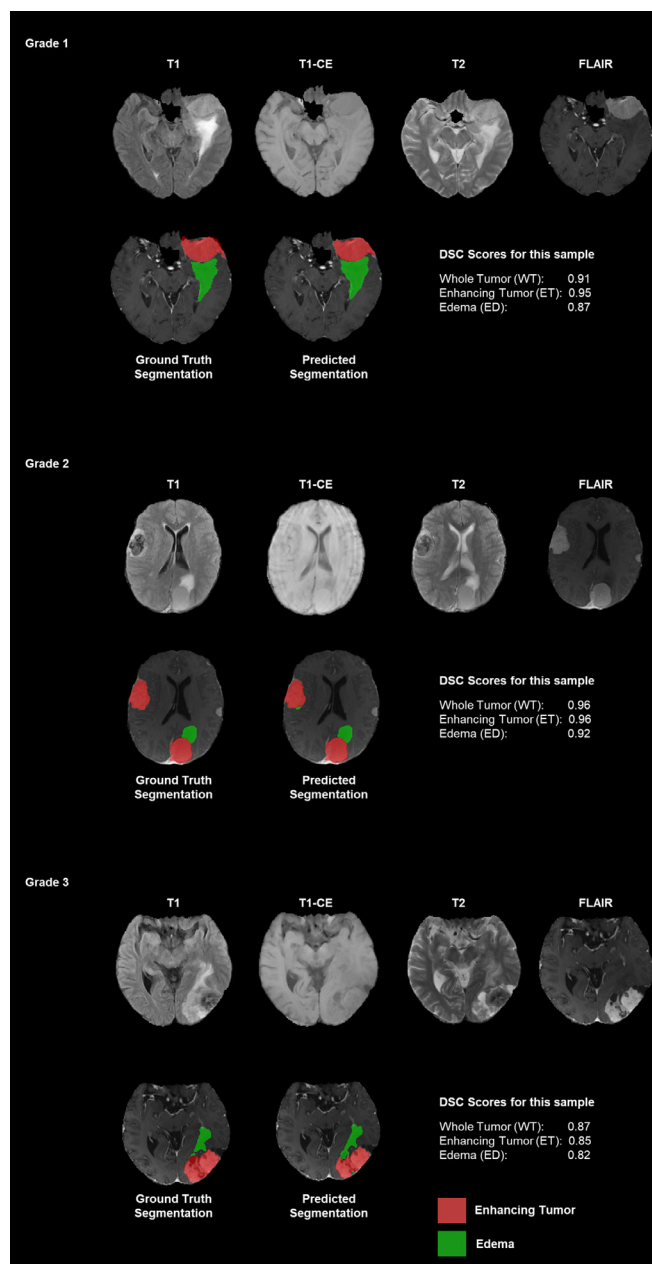 Grade 1
T1 T1-CE T2 FLAIR
DSC Scores for this sample
Whole Tumor (WT): 0.91
Enhancing Tumor (ET): 0.95
Edema (ED): 0.87
Ground Truth Segmentation
Predicted Segmentation
Grade 2
T1 T1-CE T2 FLAIR
DSC Scores for this sample
Whole Tumor (WT): 0.96
Enhancing Tumor (ET): 0.96
Edema (ED): 0.92
Ground Truth Segmentation
Predicted Segmentation
Grade 3
T1 T1-CE T2 FLAIR
DSC Scores for this sample
Whole Tumor (WT): 0.87
Enhancing Tumor (ET): 0.85
Edema (ED): 0.82
Ground Truth Segmentation
Predicted Segmentation
Enhancing Tumor
Edema